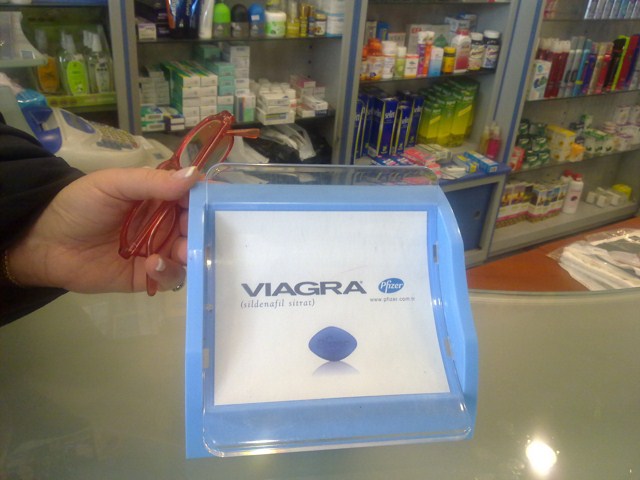 VIAGRA Pfizer
(sildenafil sitrat)
www.pfizer.com.tr